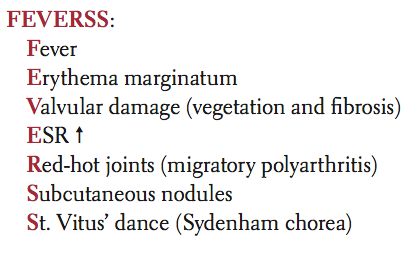 FEVERSS:
Fever
Erythema marginatum
Valvular damage (vegetation and fibrosis)
ESR ↑
Red-hot joints (migratory polyarthritis)
Subcutaneous nodules
St. Vitus’ dance (Sydenham chorea)